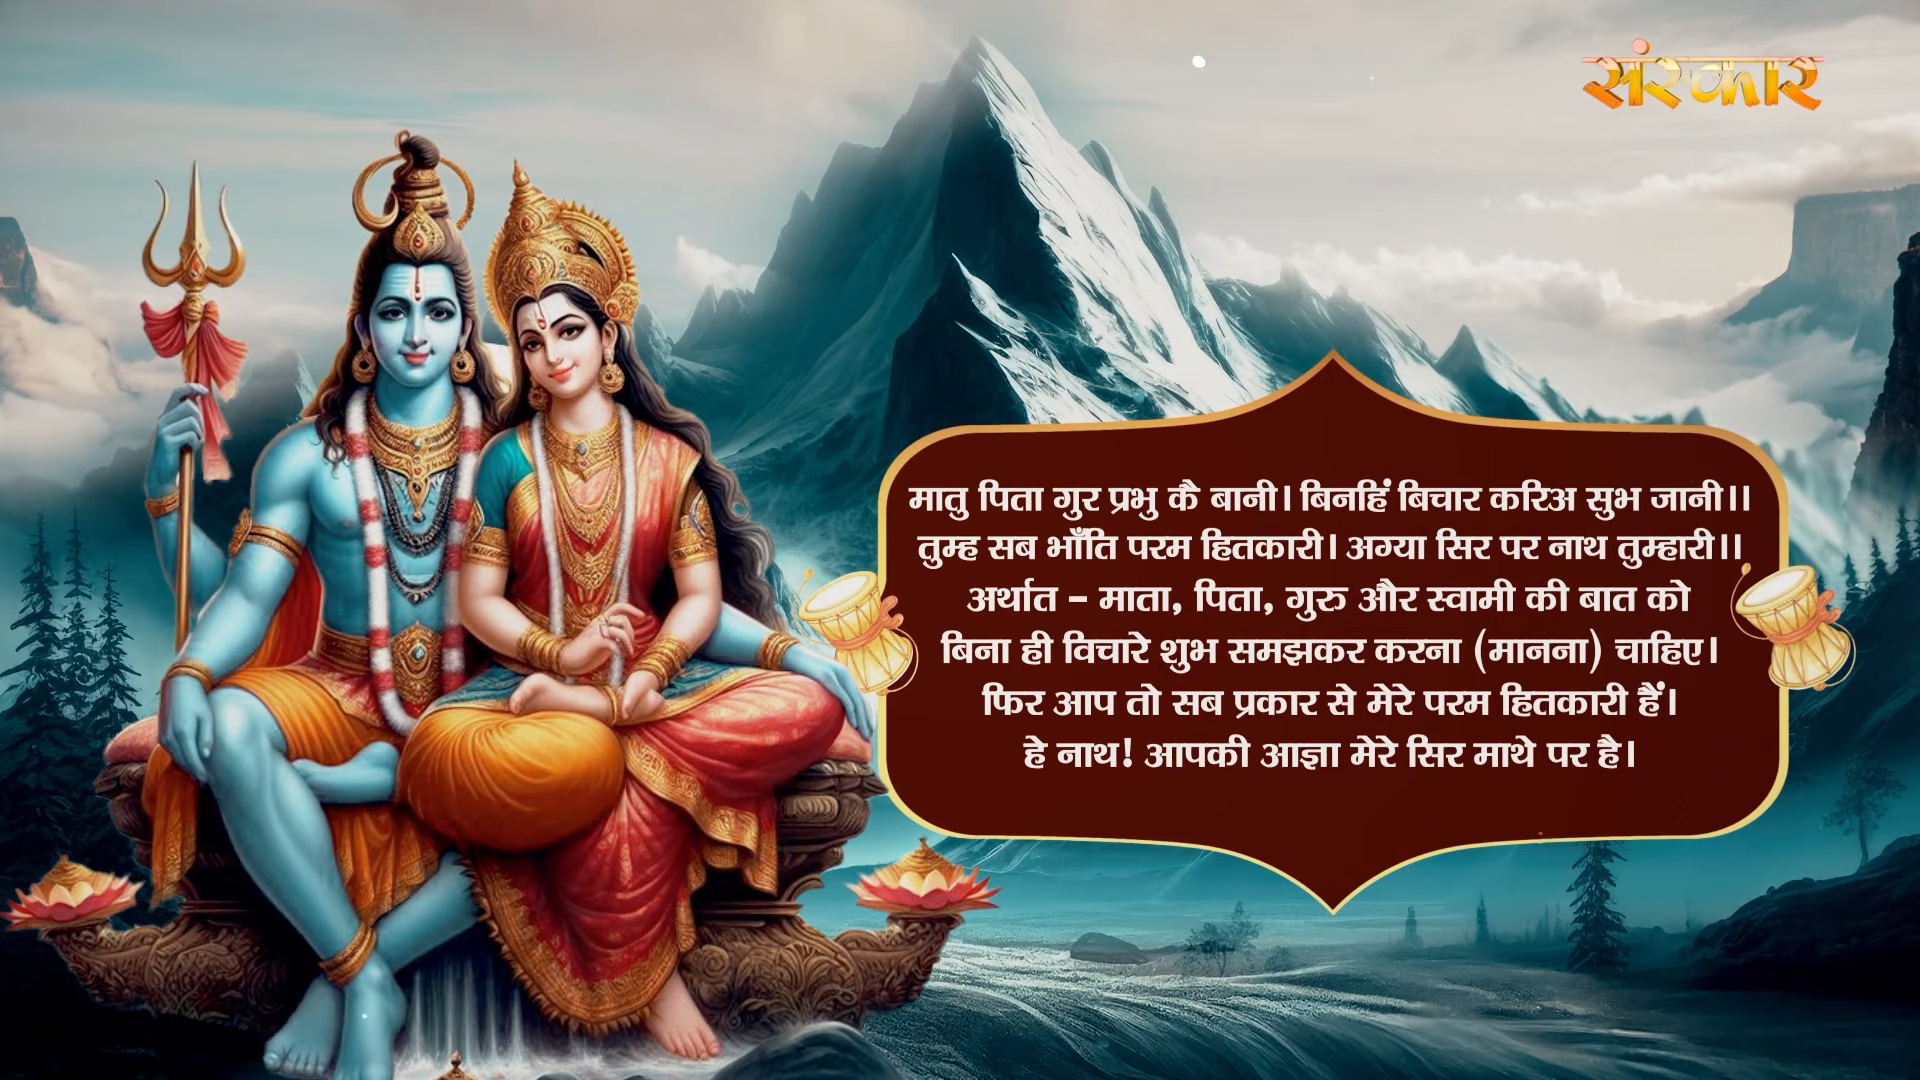 संस्कार
मातु पिता गुर प्रभु कै बानी। बिनहिं बिचार करिअ सुभ जानी।।
तुम्ह सब भाँति परम हितकारी। अग्या सिर पर नाथ तुम्हारी।।
अर्थात – माता, पिता, गुरु और स्वामी की बात को
बिना ही विचारे शुभ समझकर करना (मानना) चाहिए।
फिर आप तो सब प्रकार से मेरे परम हितकारी हैं।
हे नाथ! आपकी आज्ञा मेरे सिर माथे पर है।